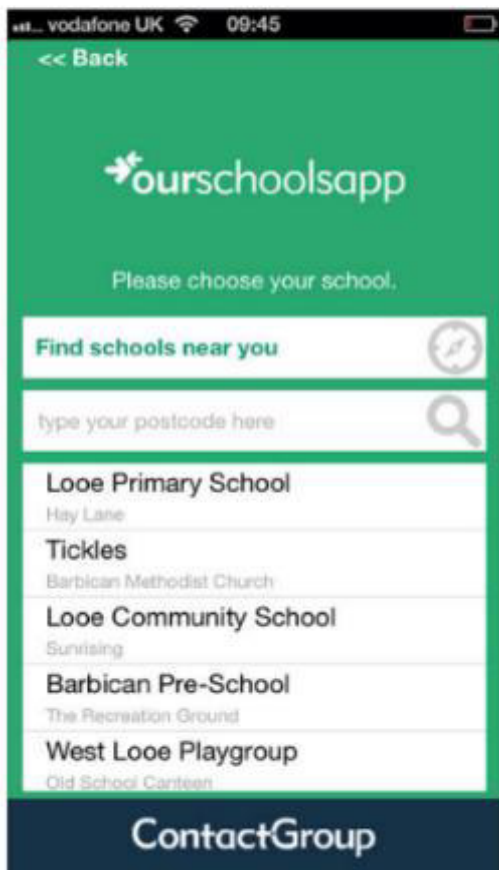 vodafone UK 09:45
<< Back
ourschoolsapp
Please choose your school.
Find schools near you
type your postcode here
Looe Primary School
Hay Lane
Tickles
Barbican Methodist Church
Looe Community School
Sunrising
Barbican Pre-School
The Recreation Ground
West Looe Playgroup
Old School Canteen
ContactGroup